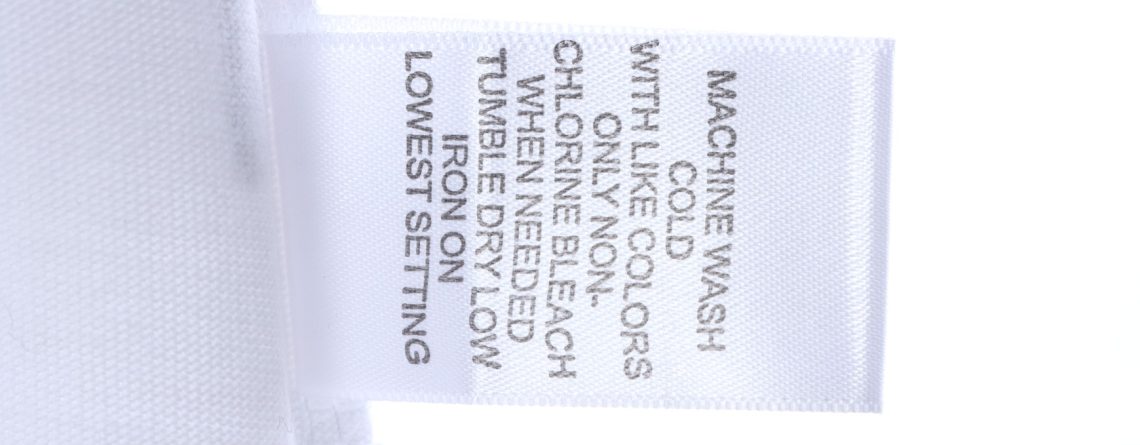 MACHINE WASH
COLD
WITH LIKE COLORS
ONLY NON-
CHLORINE BLEACH
WHEN NEEDED
TUMBLE DRY LOW
IRON ON
LOWEST SETTING